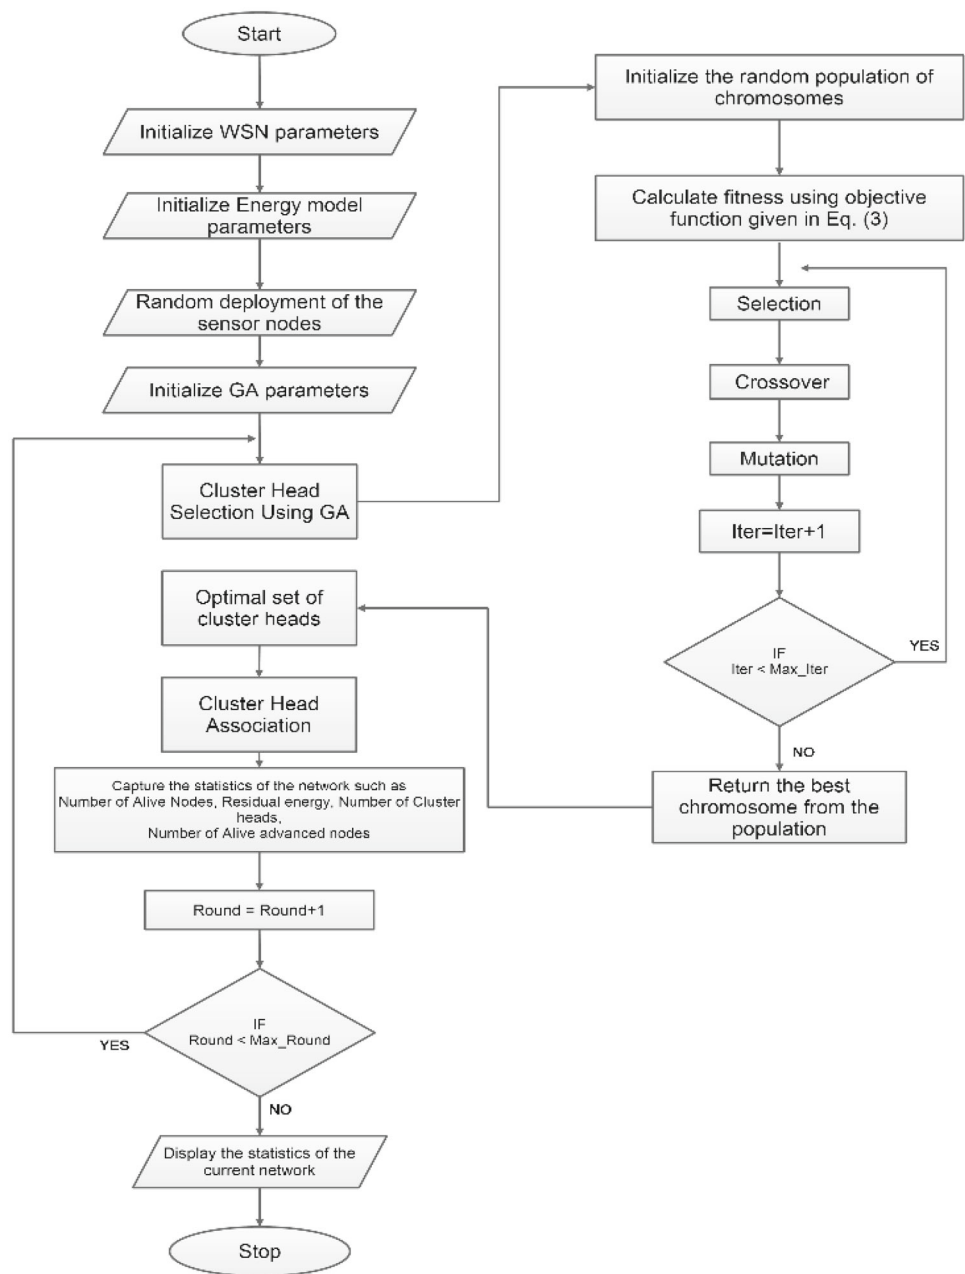 Start
Initialize WSN parameters
Initialize Energy model
parameters
Random deployment of the
sensor nodes
Initialize GA parameters
Cluster Head
Selection Using GA
Initialize the random population of
chromosomes
Calculate fitness using objective
function given in Eq. (3)
Selection
Crossover
Mutation
Iter=Iter+1
IF
Iter < Max_Iter
YES
NO
Return the best
chromosome from the
population
Optimal set of
cluster heads
Cluster Head
Association
Capture the statistics of the network such as
Number of Alive Nodes, Residual energy, Number of Cluster
heads,
Number of Alive advanced nodes
Round = Round+1
IF
Round < Max_Round
YES
NO
Display the statistics of the
current network
Stop